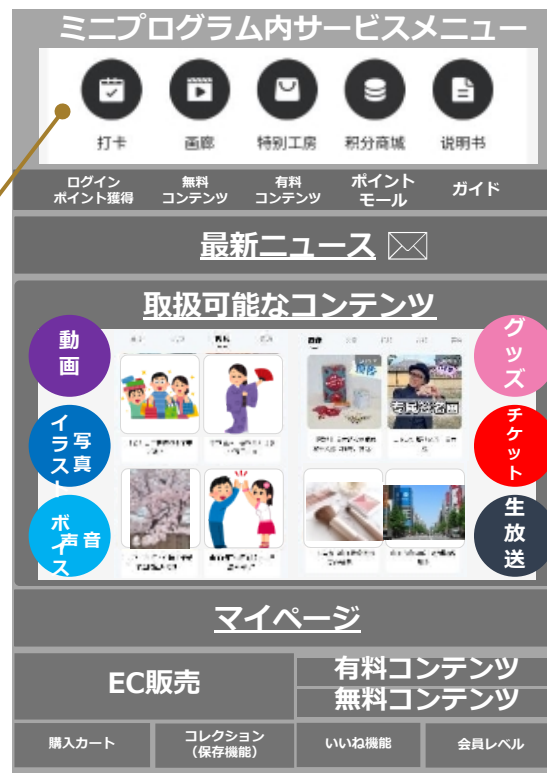 ミニプログラム内サービスメニュー
打卡 画廊 特别工房 积分商城 说明书
ログイン
ポイント獲得
無料
コンテンツ
有料
コンテンツ
ポイント
モール
ガイド
最新ニュース
取扱可能なコンテンツ
動画
イラスト
写真
ボイス
音声
グッズ
チケット
生放送
マイページ
EC販売
有料コンテンツ
無料コンテンツ
購入カート
コレクション
（保存機能）
いいね機能
会員レベル